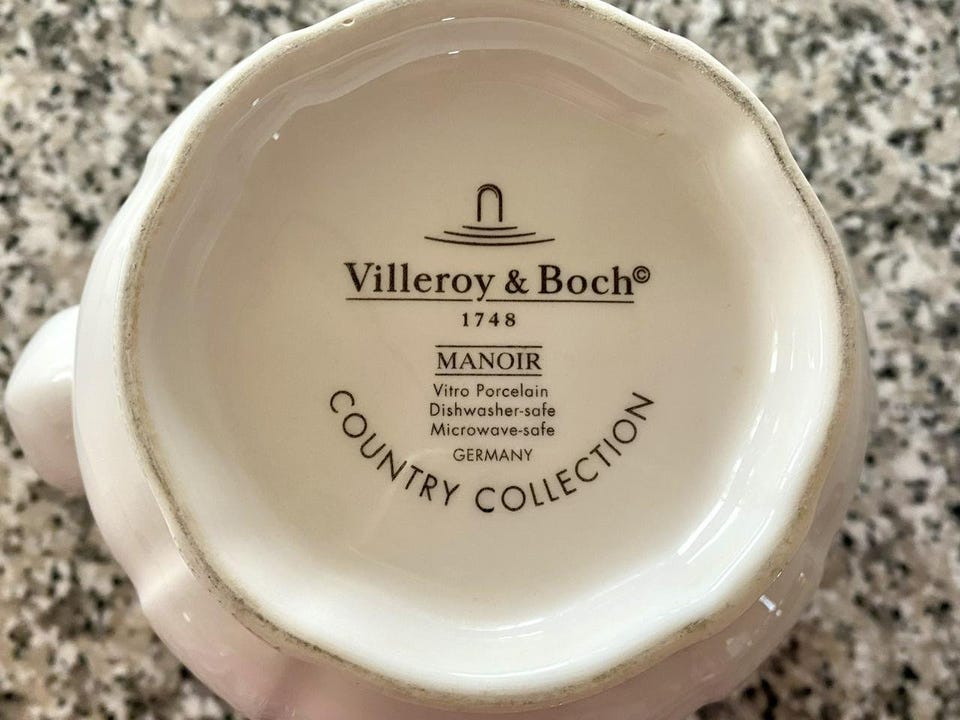 Villeroy & Boch©
1748
MANOIR
Vitro Porcelain
Dishwasher-safe
Microwave-safe
GERMANY
COUNTRY COLLECTION